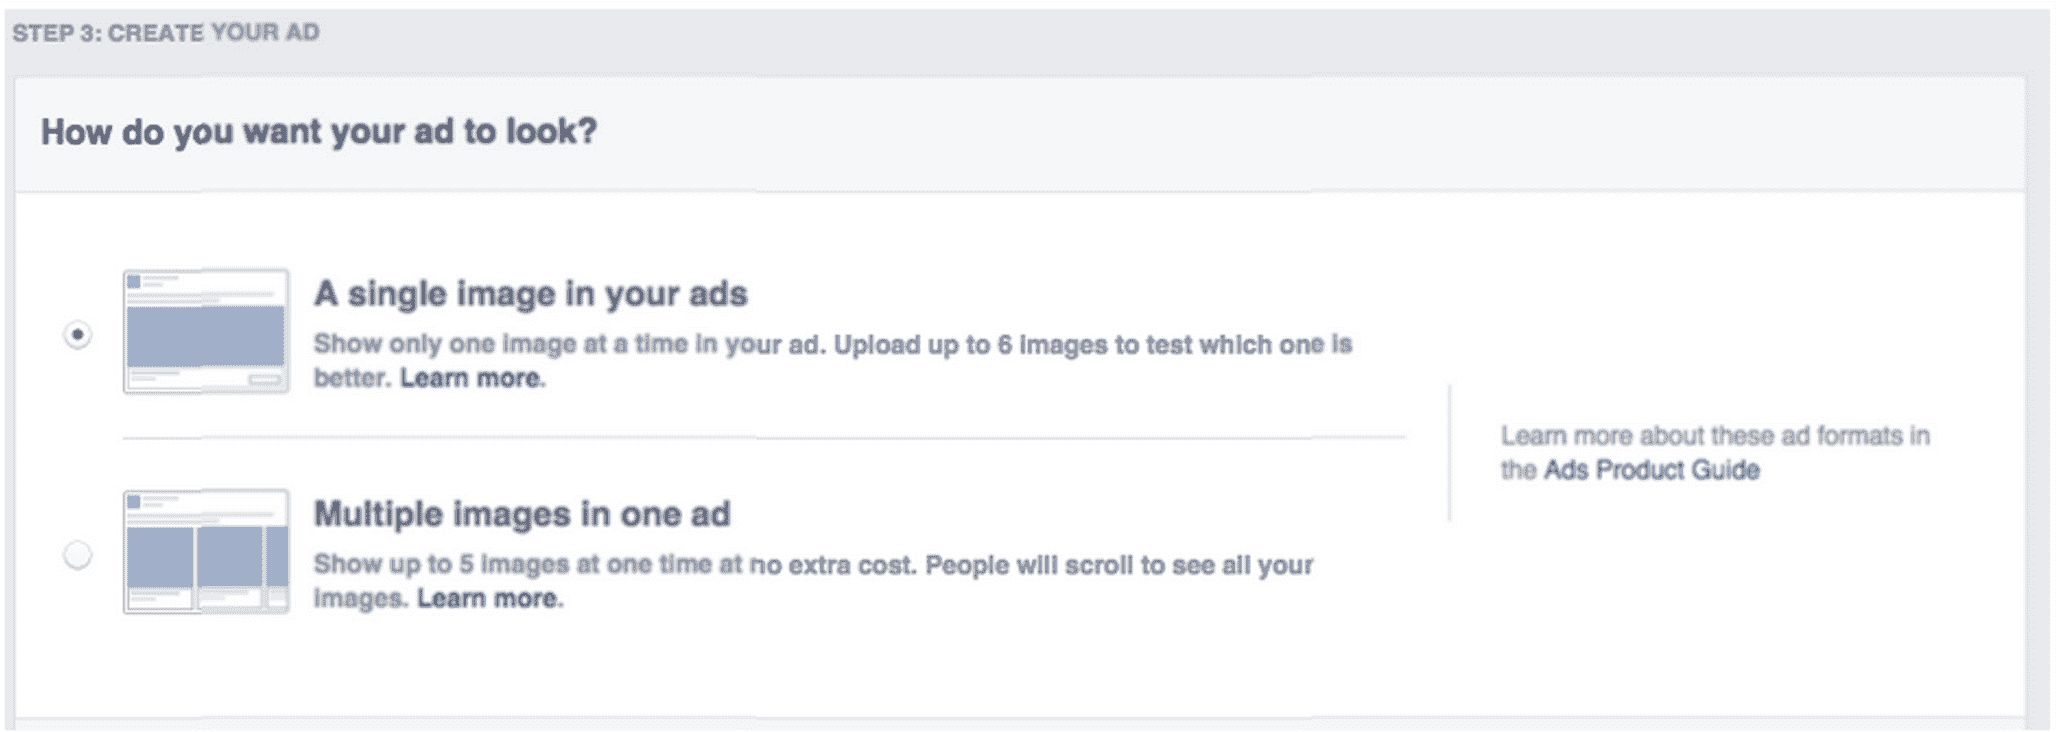 STEP 3: CREATE YOUR AD
How do you want your ad to look?
A single image in your ads
Show only one image at a time in your ad. Upload up to 6 images to test which one is
better. Learn more.
Multiple images in one ad
Show up to 5 images at one time at no extra cost. People will scroll to see all your
images. Learn more.
Learn more about these ad formats in
the Ads Product Guide